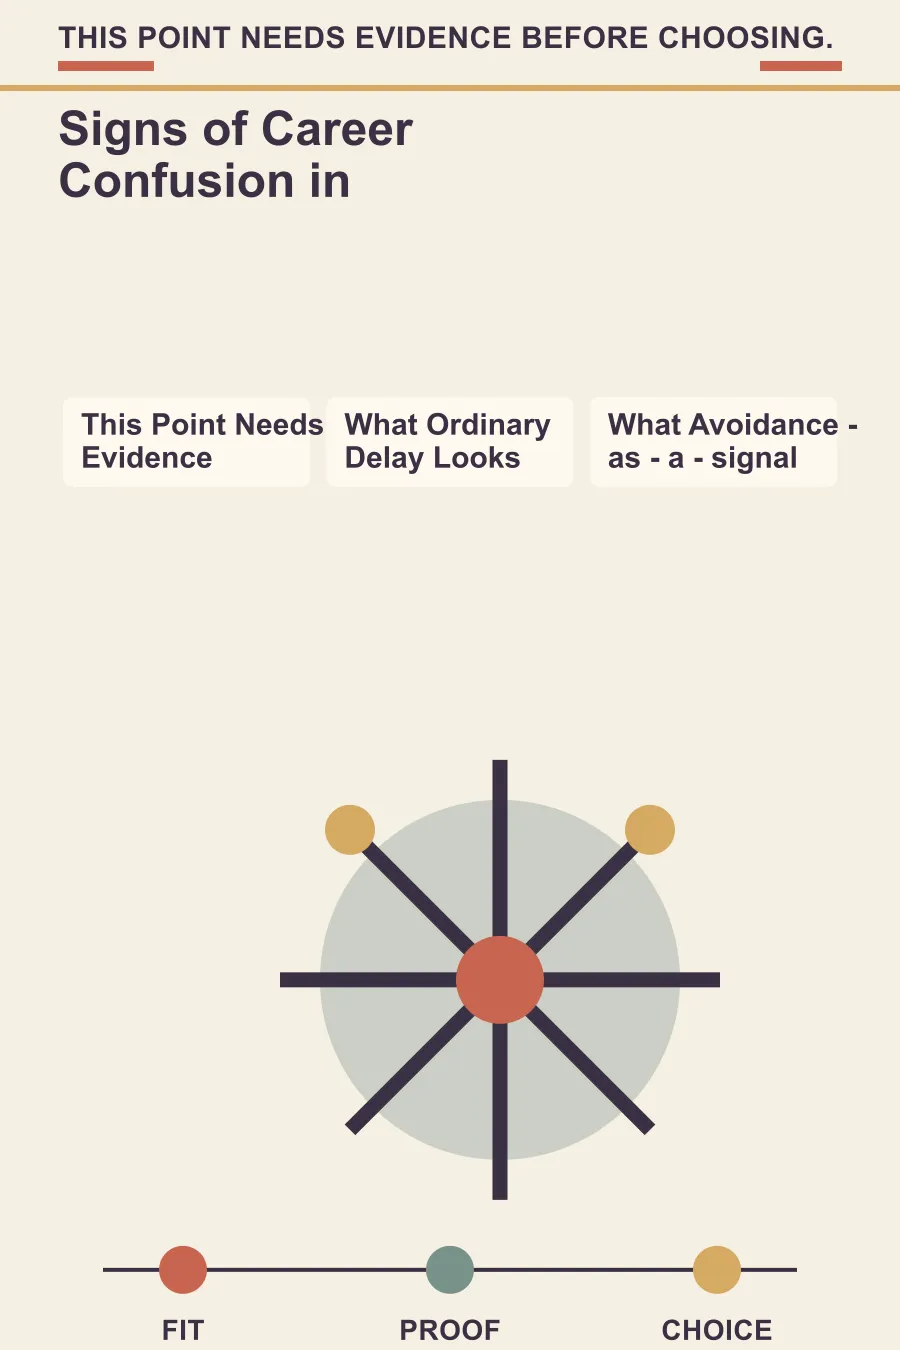 THIS POINT NEEDS EVIDENCE BEFORE CHOOSING.
Signs of Career
Confusion in
This Point Needs
Evidence
What Ordinary
Delay Looks
What Avoidance -
as - a - signal
FIT
PROOF
CHOICE